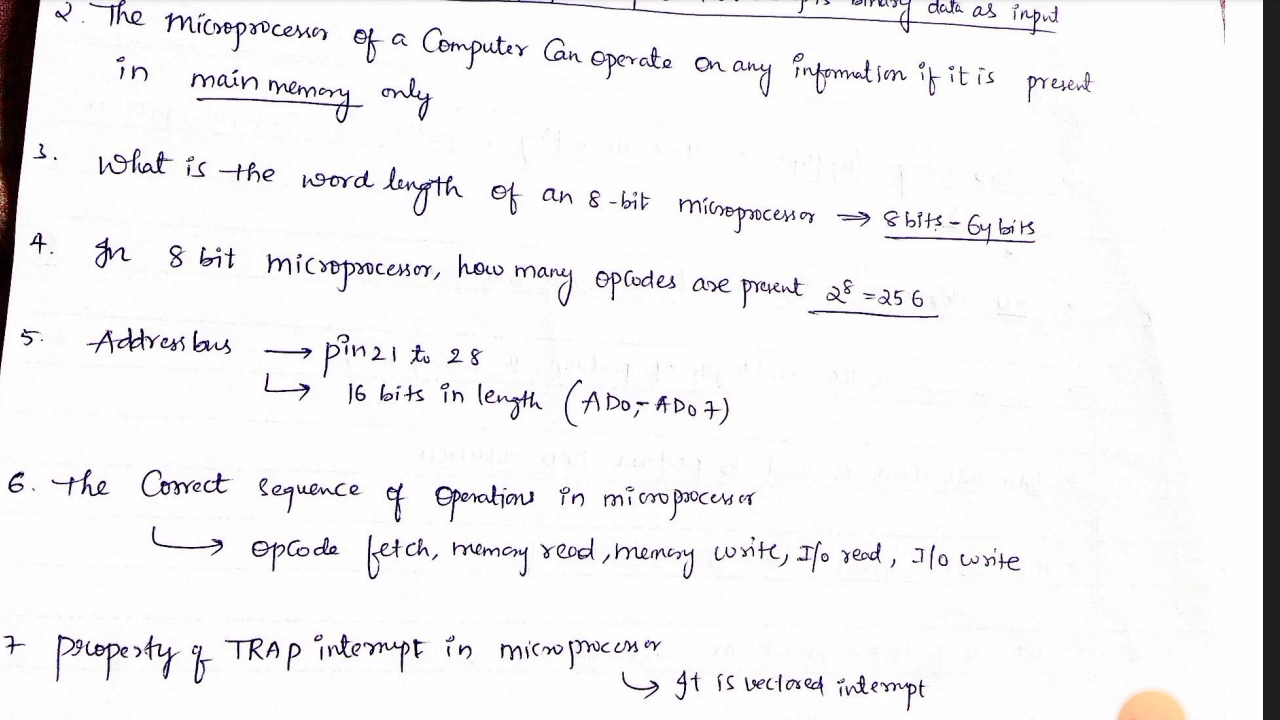 binary data as input
2. The microprocessor of a Computer Can operate on any information if it is present
in main memory only
3. What is the word length of an 8-bit microprocessor ⇒ 8 bits - 64 bits
4. In 8 bit microprocessor, how many opcodes are present 2⁸ = 256
5. Address bus → pin 21 to 28
↳ 16 bits in length (AD0,- AD07)
6. The Correct sequence of operations in microprocessor
↳ opcode fetch, memory read, memory write, I/o read, I/o write
7 property of TRAP interrupt in microprocessor
↳ It is vectored interrupt